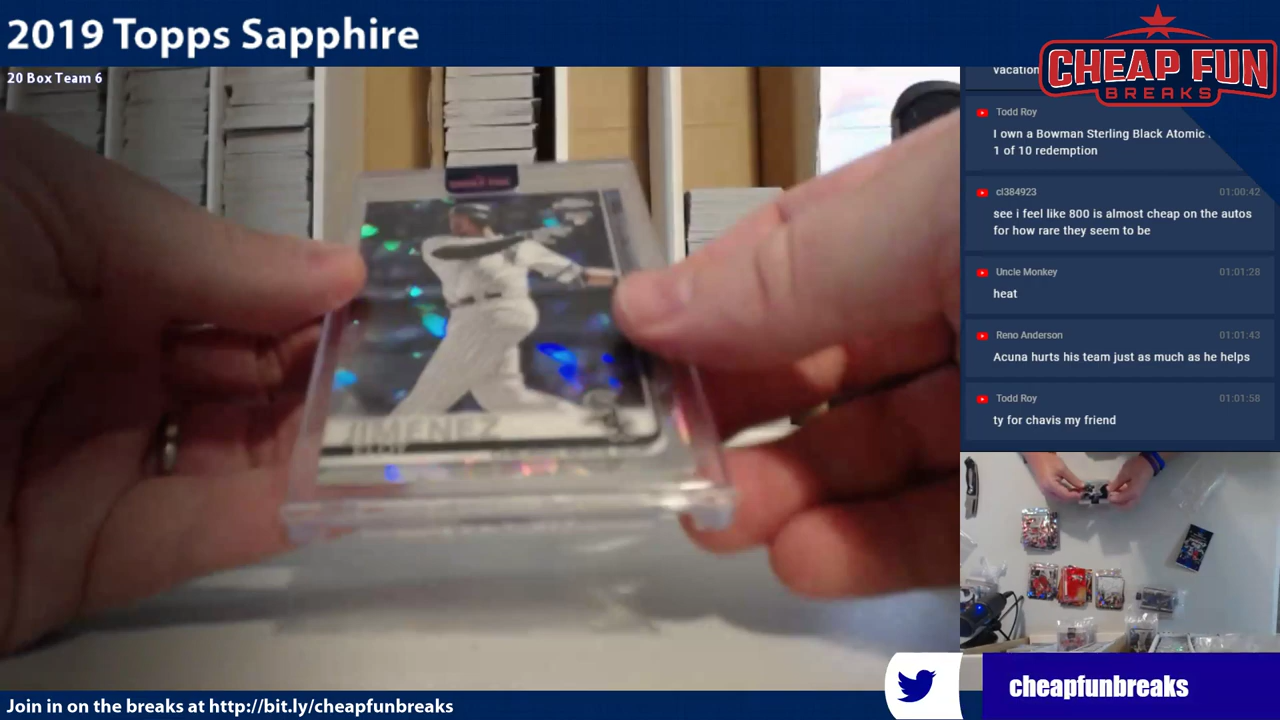 2019 Topps Sapphire
20 Box Team 6
CHEAP FUN
BREAKS
vacation
Todd Roy
I own a Bowman Sterling Black Atomic
1 of 10 redemption
cl384923
01:00:42
see i feel like 800 is almost cheap on the autos
for how rare they seem to be
Uncle Monkey
01:01:28
heat
Reno Anderson
01:01:43
Acuna hurts his team just as much as he helps
Todd Roy
01:01:58
ty for chavis my friend
JIMENEZ
cheapfunbreaks
Join in on the breaks at http://bit.ly/cheapfunbreaks